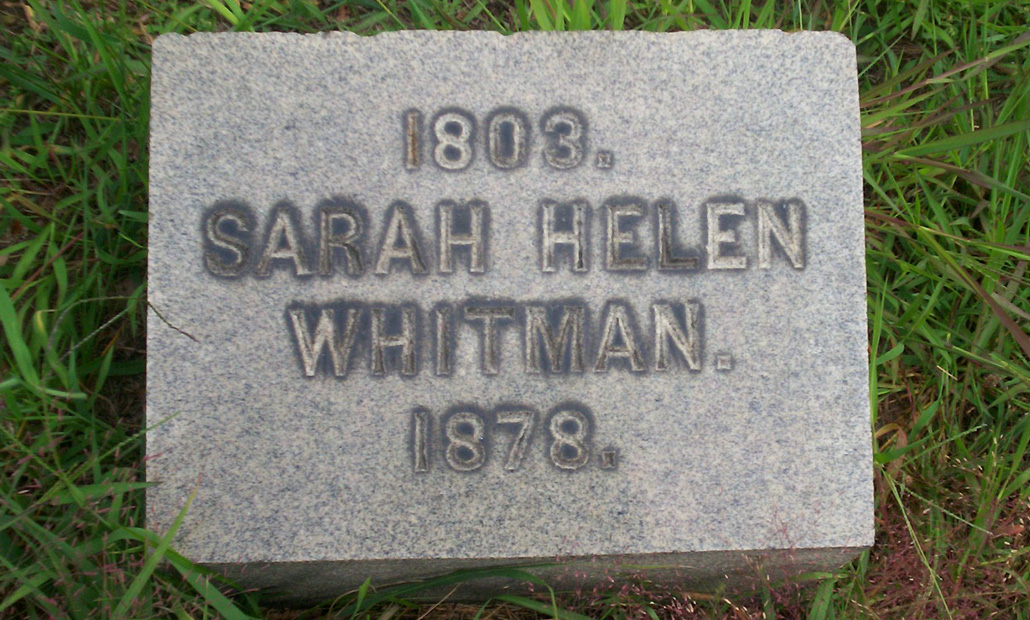 1803.
SARAH HELEN
WHITMAN.
1878.